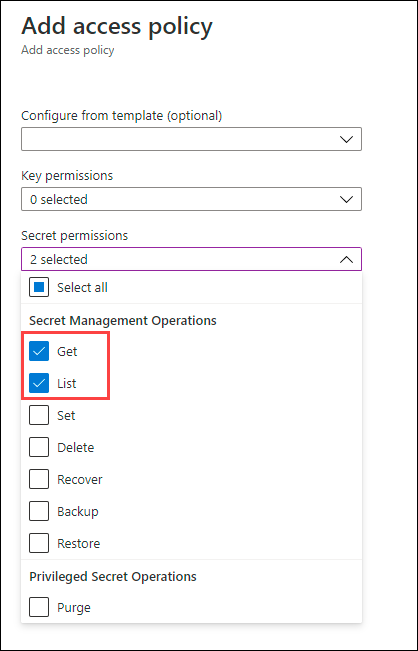 Add access policy
Add access policy
Configure from template (optional)
Key permissions
0 selected
Secret permissions
2 selected
Select all
Secret Management Operations
Get
List
Set
Delete
Recover
Backup
Restore
Privileged Secret Operations
Purge